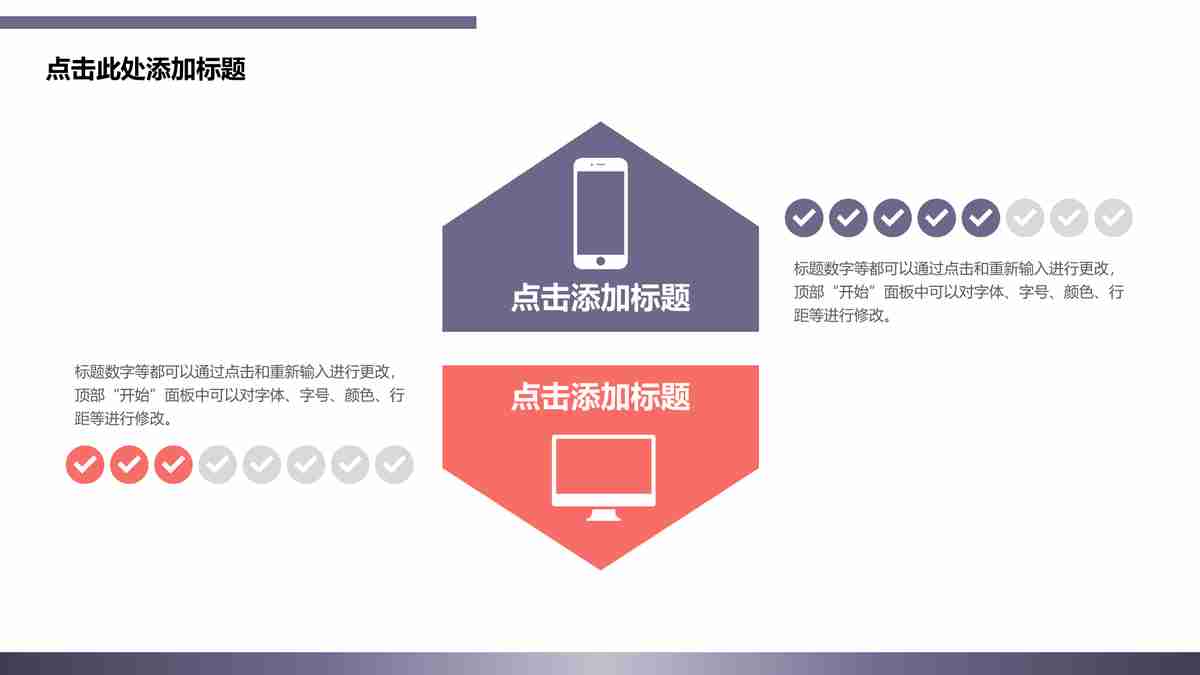 点击此处添加标题
点击添加标题
标题数字等都可以通过点击和重新输入进行更改，
顶部“开始”面板中可以对字体、字号、颜色、行
距等进行修改。
标题数字等都可以通过点击和重新输入进行更改，
顶部“开始”面板中可以对字体、字号、颜色、行
距等进行修改。
点击添加标题